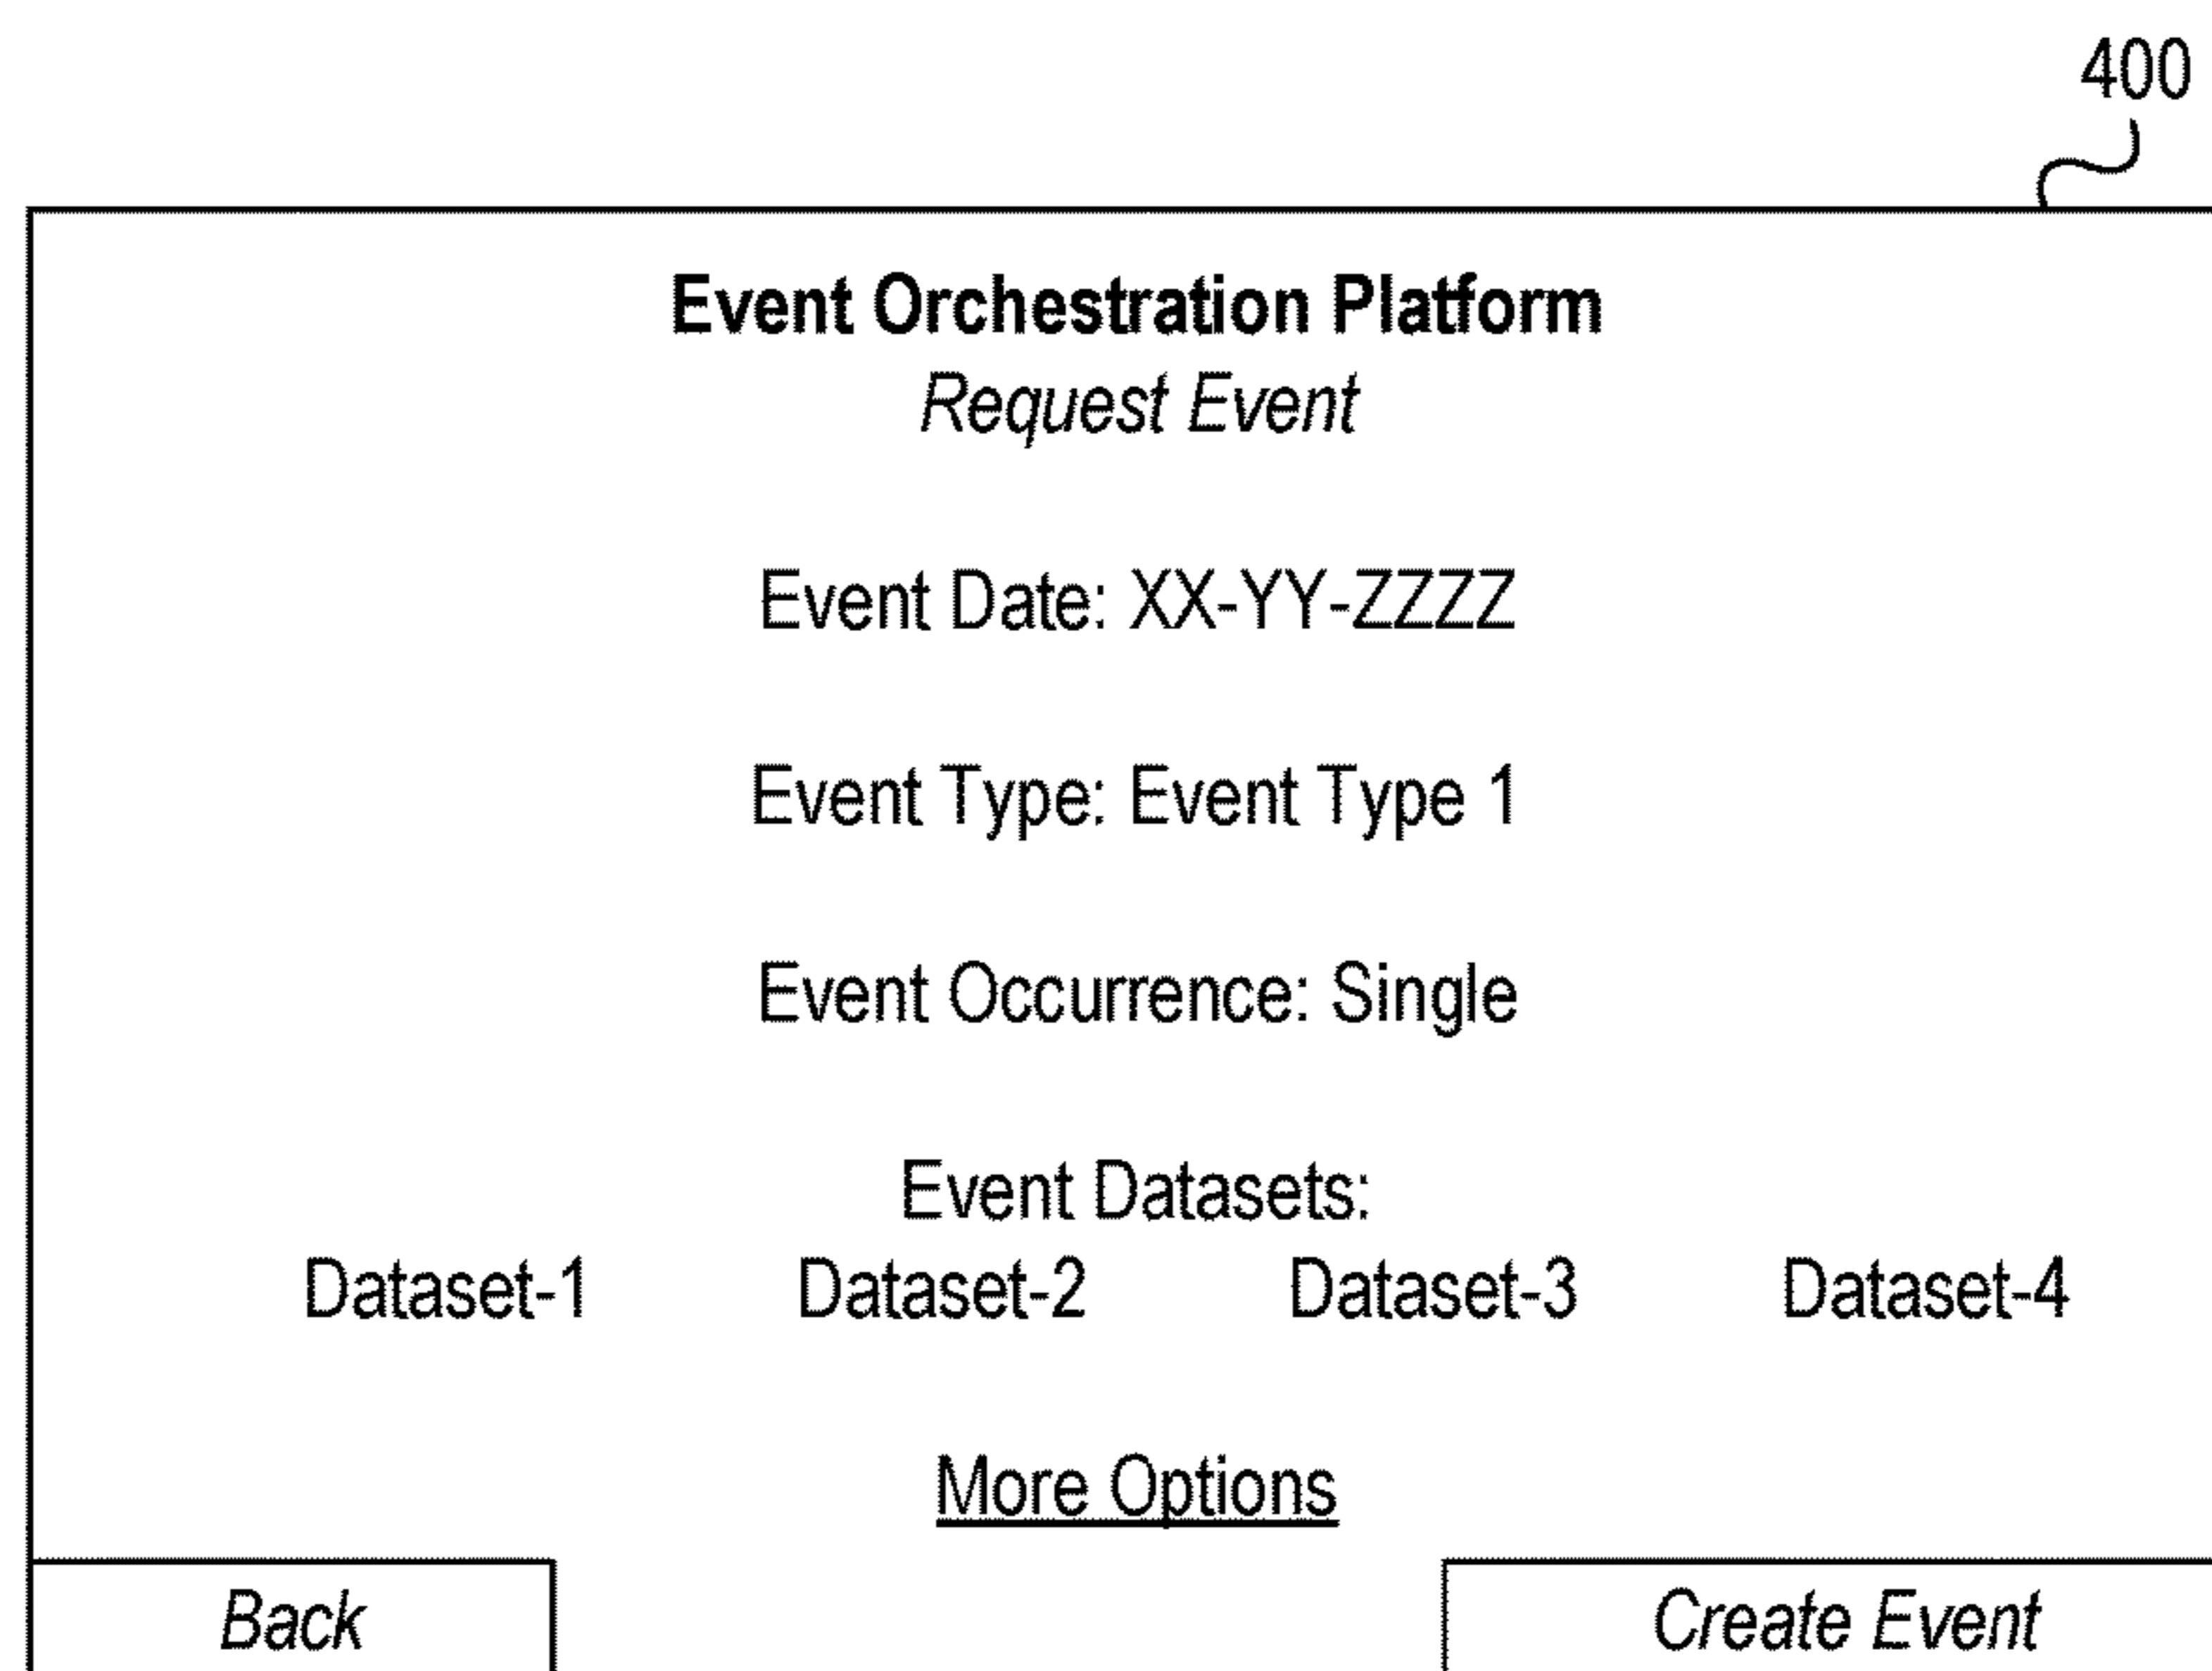 400
Event Orchestration Platform
Request Event
Event Date: XX-YY-ZZZZ
Event Type: Event Type 1
Event Occurrence: Single
Event Datasets:
Dataset-1 Dataset-2 Dataset-3 Dataset-4
More Options
Back Create Event